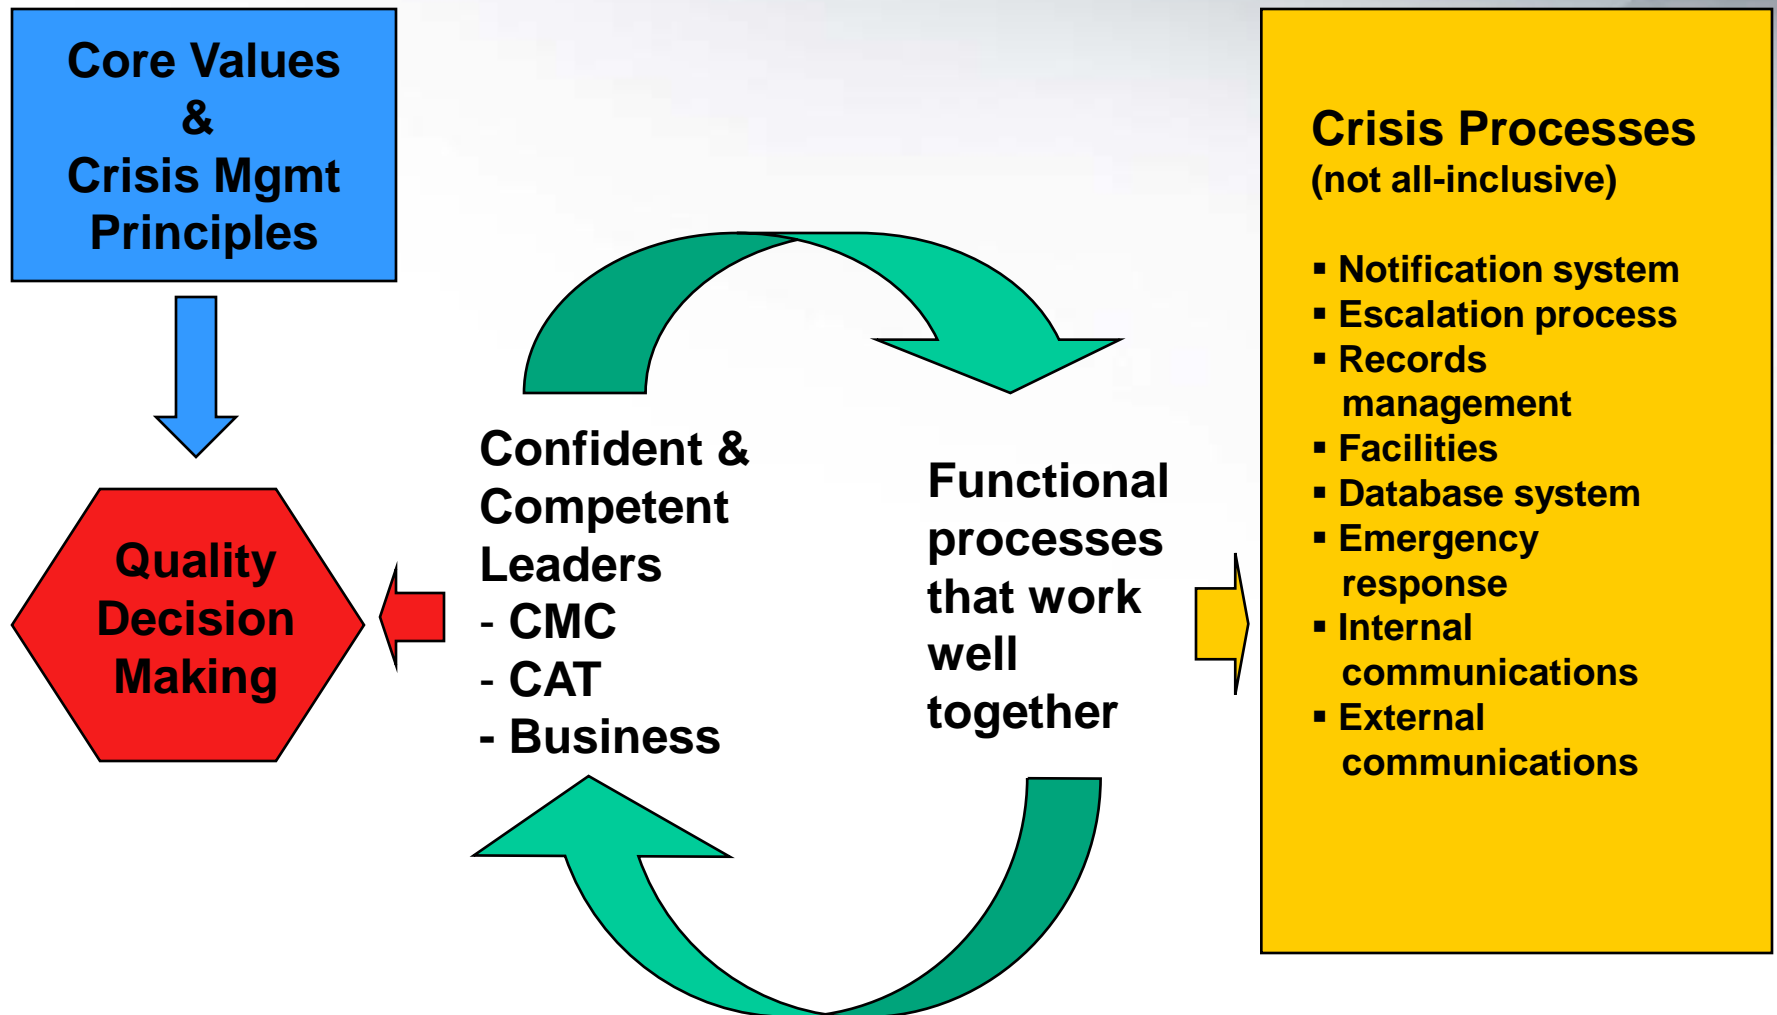 Core Values
&
Crisis Mgmt
Principles
Quality
Decision
Making
Confident &
Competent
Leaders
- CMC
- CAT
- Business
Functional
processes
that work
well
together
Crisis Processes
(not all-inclusive)
▪ Notification system
▪ Escalation process
▪ Records
management
▪ Facilities
▪ Database system
▪ Emergency
response
▪ Internal
communications
▪ External
communications